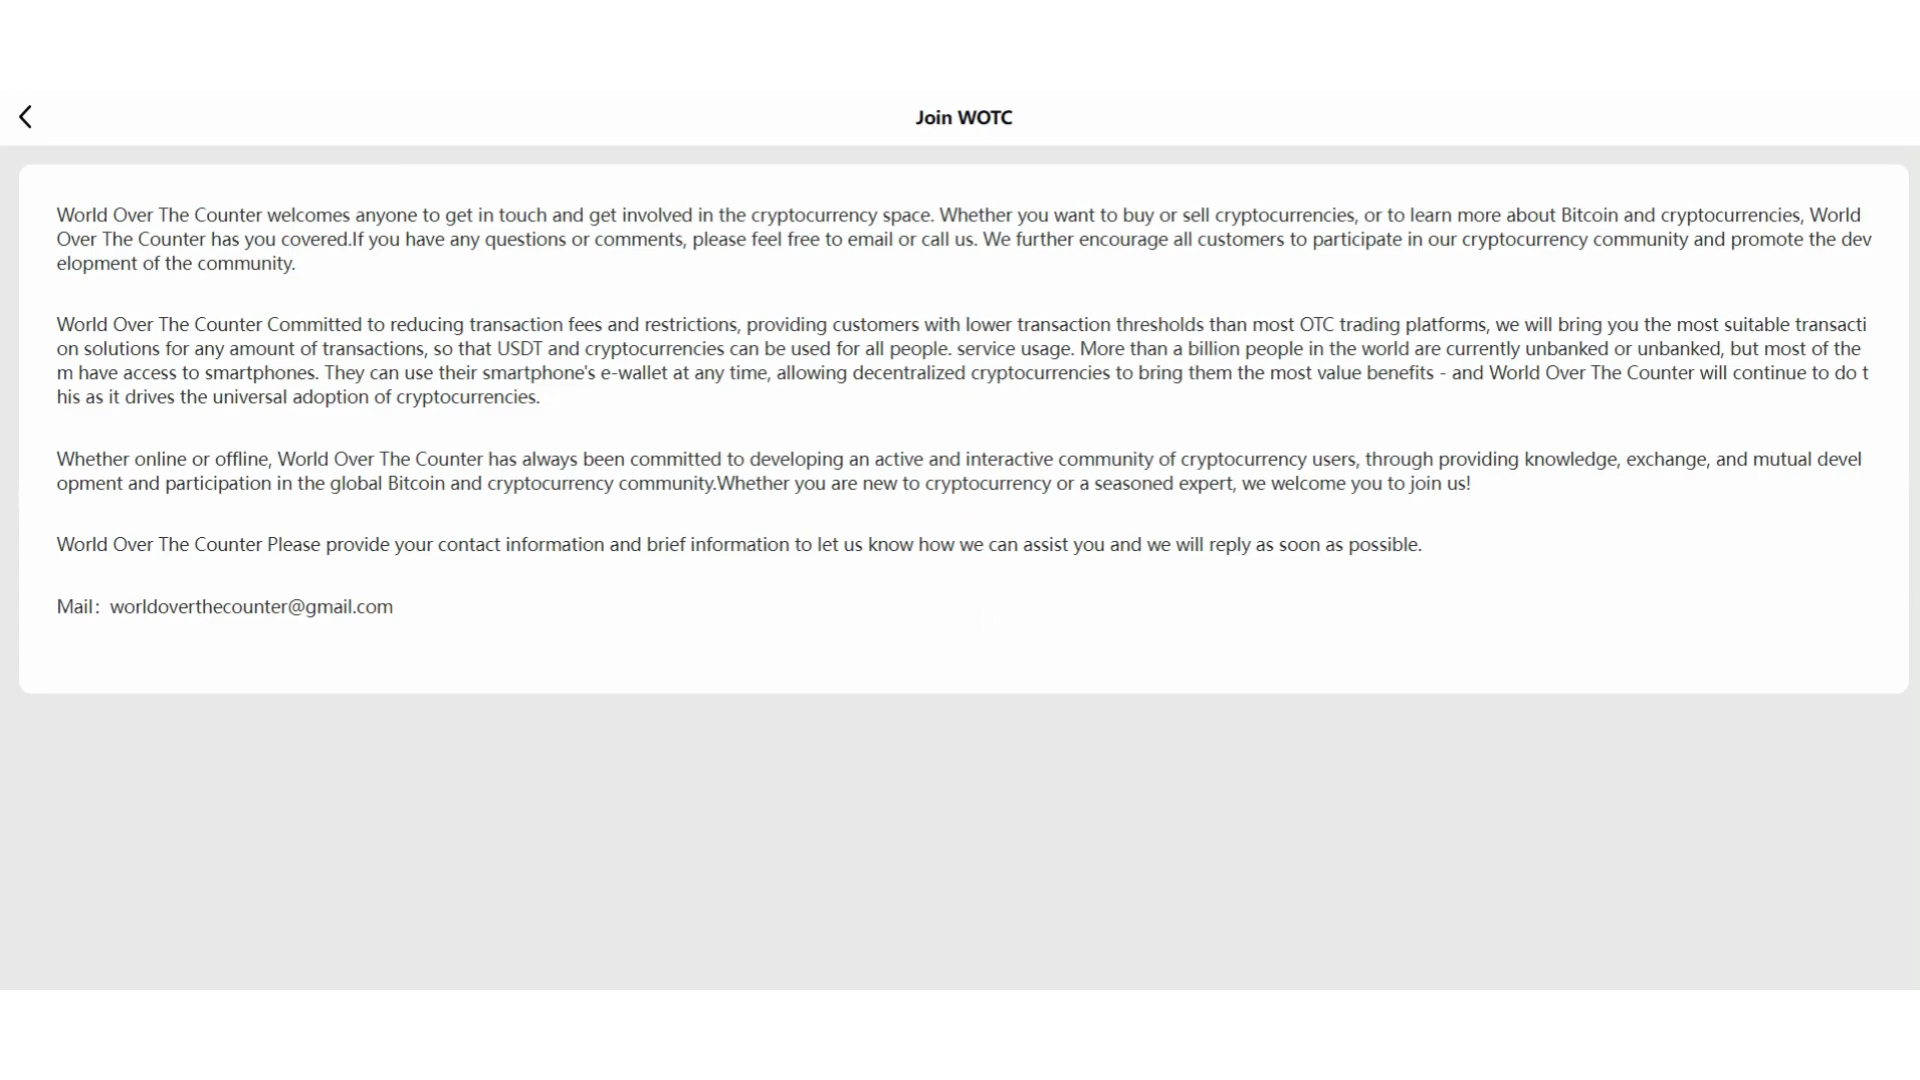 Join WOTC
World Over The Counter welcomes anyone to get in touch and get involved in the cryptocurrency space. Whether you want to buy or sell cryptocurrencies, or to learn more about Bitcoin and cryptocurrencies, World
Over The Counter has you covered.If you have any questions or comments, please feel free to email or call us. We further encourage all customers to participate in our cryptocurrency community and promote the dev
elopment of the community.
World Over The Counter Committed to reducing transaction fees and restrictions, providing customers with lower transaction thresholds than most OTC trading platforms, we will bring you the most suitable transacti
on solutions for any amount of transactions, so that USDT and cryptocurrencies can be used for all people. service usage. More than a billion people in the world are currently unbanked or unbanked, but most of the
m have access to smartphones. They can use their smartphone's e-wallet at any time, allowing decentralized cryptocurrencies to bring them the most value benefits - and World Over The Counter will continue to do t
his as it drives the universal adoption of cryptocurrencies.
Whether online or offline, World Over The Counter has always been committed to developing an active and interactive community of cryptocurrency users, through providing knowledge, exchange, and mutual devel
opment and participation in the global Bitcoin and cryptocurrency community.Whether you are new to cryptocurrency or a seasoned expert, we welcome you to join us!
World Over The Counter Please provide your contact information and brief information to let us know how we can assist you and we will reply as soon as possible.
Mail：worldoverthecounter@gmail.com